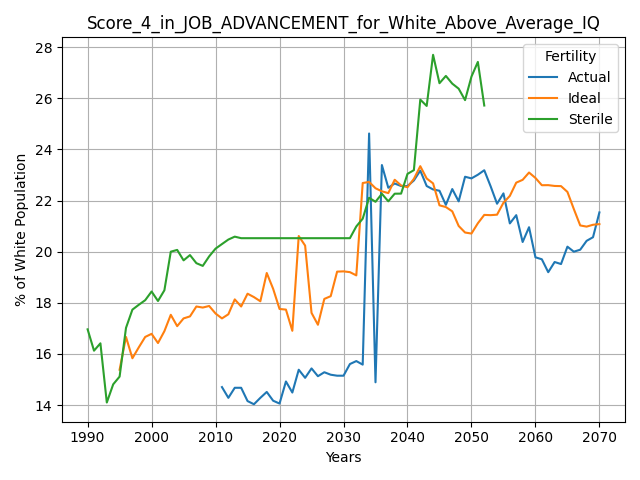 Score_4_in_JOB_ADVANCEMENT_for_White_Above_Average_IQ
% of White Population
28
26
24
22
20
18
16
14
Fertility
Actual
Ideal
Sterile
1990 2000 2010 2020 2030 2040 2050 2060 2070
Years